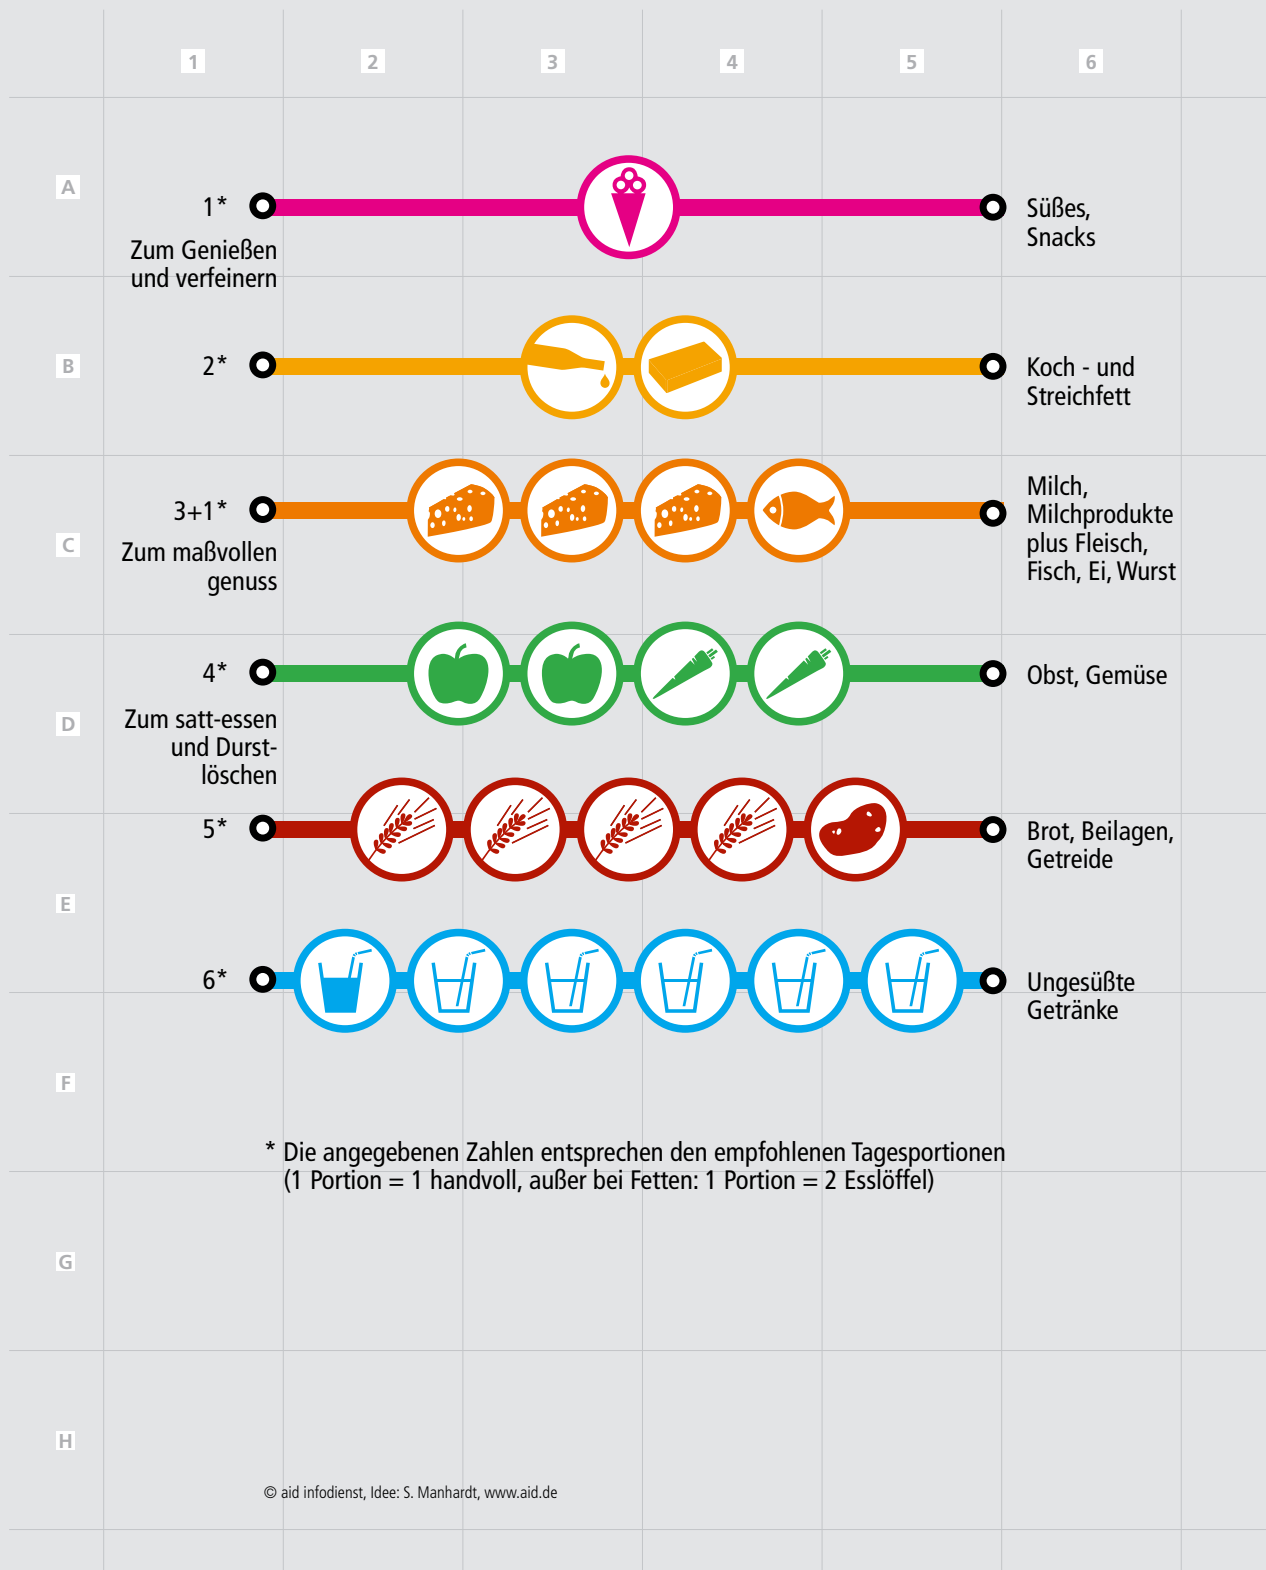 1 2 3 4 5 6
A
1*
Süßes,
Snacks
Zum Genießen
und verfeinern
B
2*
Koch - und
Streichfett
C
3+1*
Milch,
Milchprodukte
plus Fleisch,
Fisch, Ei, Wurst
Zum maßvollen
genuss
D
4*
Obst, Gemüse
Zum satt-essen
und Durst-
löschen
5*
Brot, Beilagen,
Getreide
E
6*
Ungesüßte
Getränke
F
* Die angegebenen Zahlen entsprechen den empfohlenen Tagesportionen
(1 Portion = 1 handvoll, außer bei Fetten: 1 Portion = 2 Esslöffel)
G
H
© aid infodienst, Idee: S. Manhardt, www.aid.de